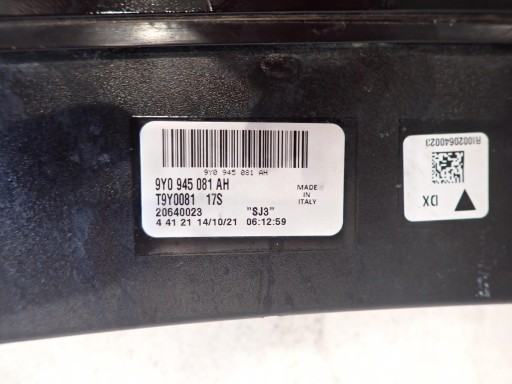 9Y0 945 081 AH
9Y0 945 081 AH
T9Y0081 17S
MADE IN ITALY
20640023 "SJ3"
4 41 21 14/10/21 06:12:59
R10020640023
DX